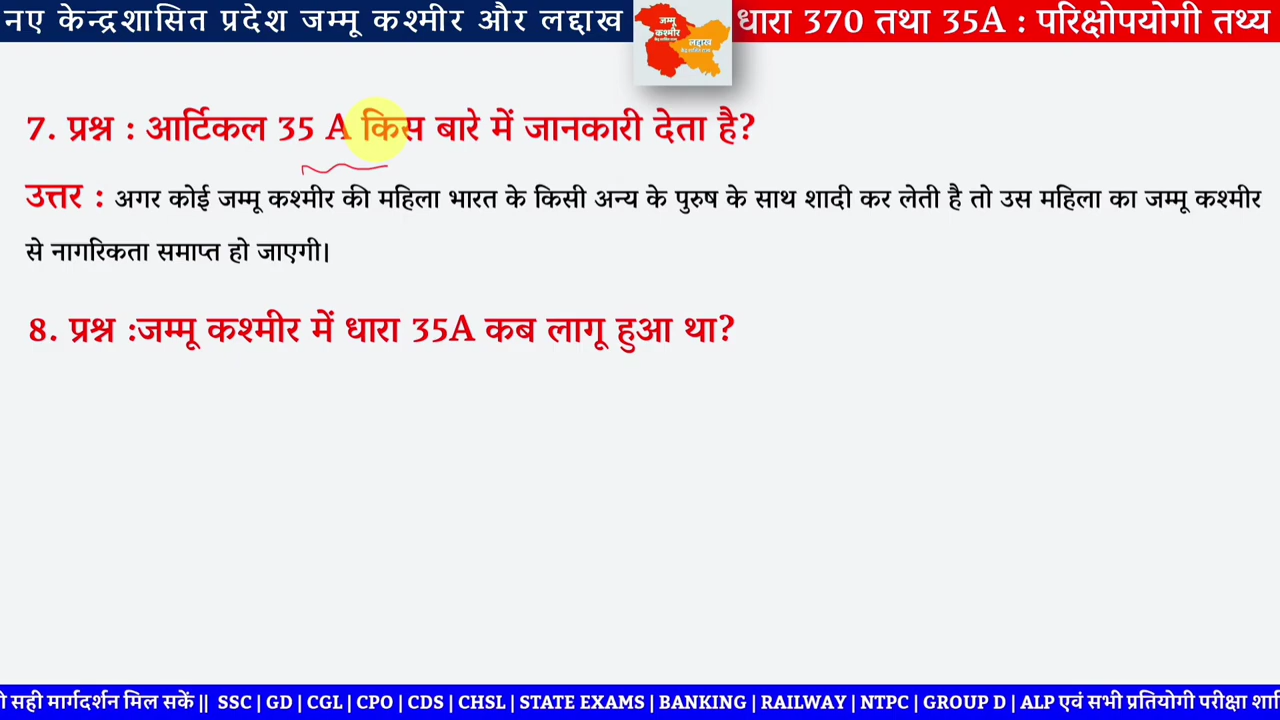 नए केन्द्रशासित प्रदेश जम्मू कश्मीर और लद्दाख
जम्मू
कश्मीर
लद्दाख
धारा 370 तथा 35A : परिक्षोपयोगी तथ्य
7. प्रश्न : आर्टिकल 35 A किस बारे में जानकारी देता है?
उत्तर : अगर कोई जम्मू कश्मीर की महिला भारत के किसी अन्य के पुरुष के साथ शादी कर लेती है तो उस महिला का जम्मू कश्मीर
से नागरिकता समाप्त हो जाएगी।
8. प्रश्न :जम्मू कश्मीर में धारा 35A कब लागू हुआ था?
सही मार्गदर्शन मिल सकें || SSC | GD | CGL | CPO | CDS | CHSL | STATE EXAMS | BANKING | RAILWAY | NTPC | GROUP D | ALP एवं सभी प्रतियोगी परीक्षा